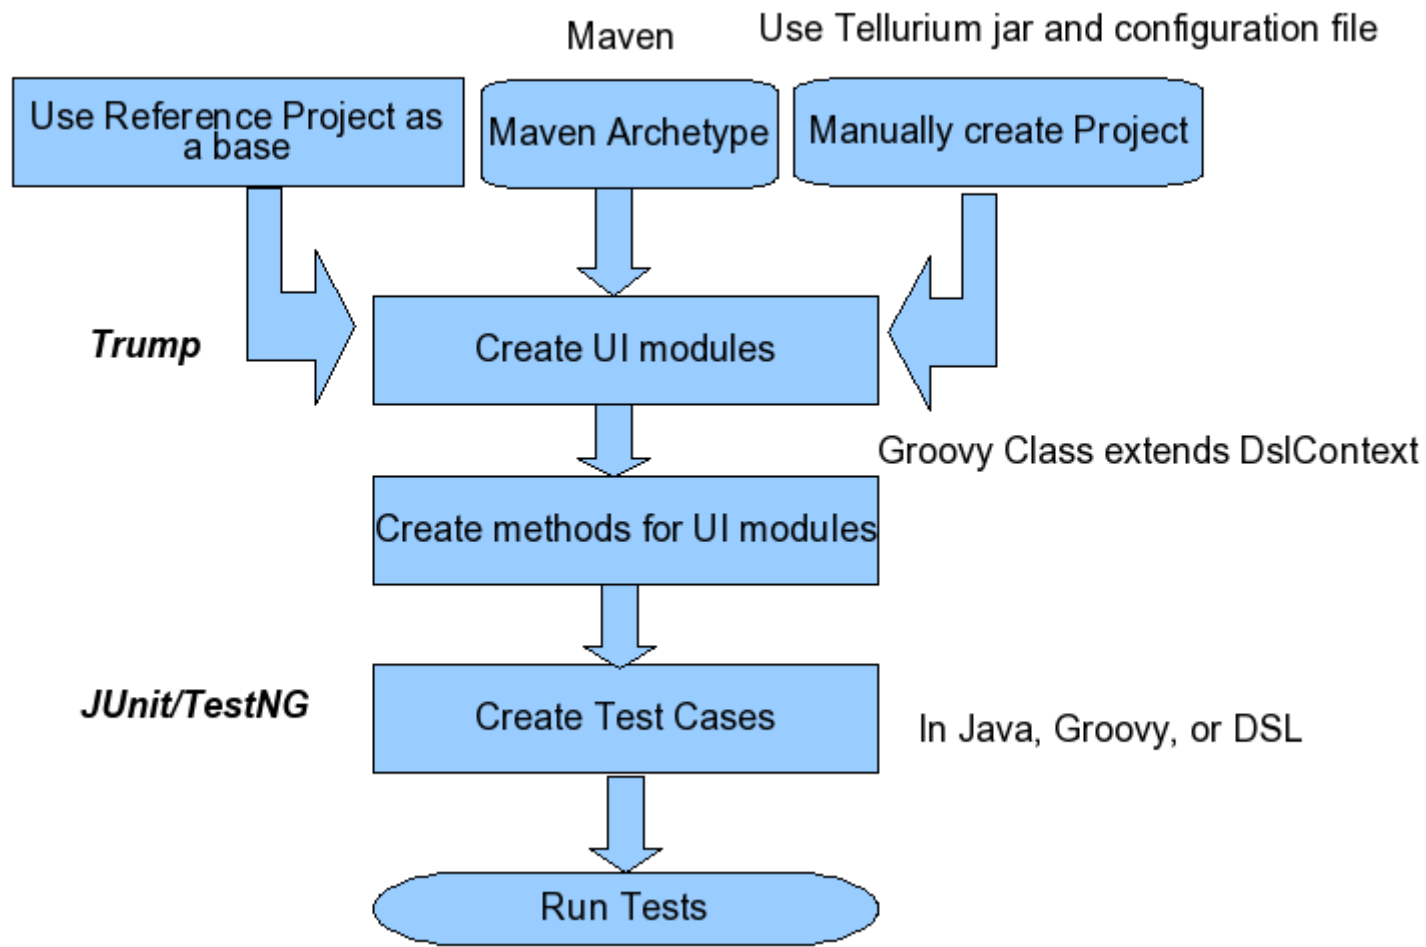 Maven
Use Tellurium jar and configuration file
Use Reference Project as
a base
Maven Archetype
Manually create Project
Trump
Create UI modules
Groovy Class extends DslContext
Create methods for UI modules
JUnit/TestNG
Create Test Cases
In Java, Groovy, or DSL
Run Tests